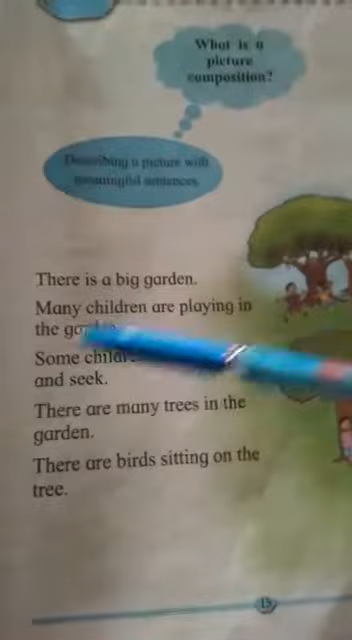 What is a
picture
composition?
Describing a picture with
meaningful sentences.
There is a big garden.
Many children are playing in
the
Some
and seek.
There are many trees in the
garden.
There are birds sitting on the
tree.
15